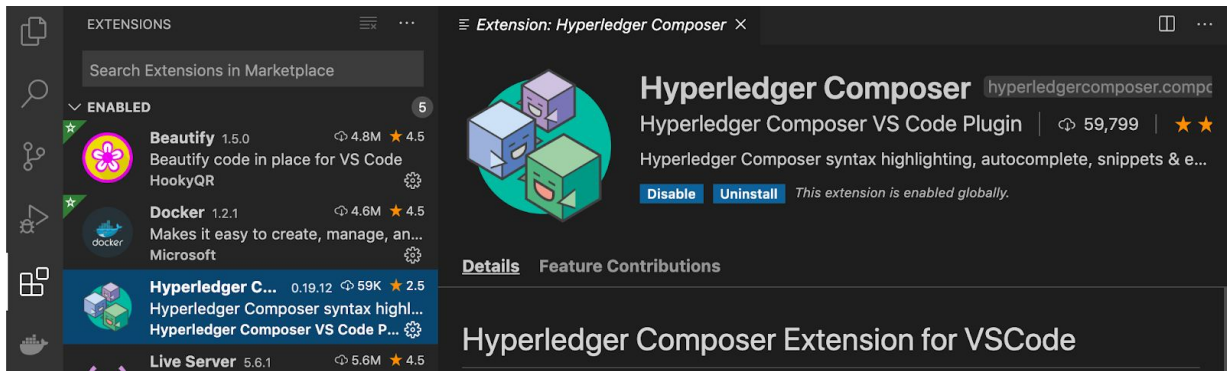 EXTENSIONS
Search Extensions in Marketplace
ENABLED 5
Beautify 1.5.0 4.8M ★ 4.5
Beautify code in place for VS Code
HookyQR
docker
Docker 1.2.1 4.6M ★ 4.5
Makes it easy to create, manage, an...
Microsoft
Hyperledger C... 0.19.12 59K ★ 2.5
Hyperledger Composer syntax highl...
Hyperledger Composer VS Code P...
Live Server 5.6.1 5.6M ★ 4.5
Extension: Hyperledger Composer ×
Hyperledger Composer hyperledgercomposer.compo
Hyperledger Composer VS Code Plugin | 59,799 | ★ ★
Hyperledger Composer syntax highlighting, autocomplete, snippets & e...
Disable Uninstall This extension is enabled globally.
Details Feature Contributions
Hyperledger Composer Extension for VSCode